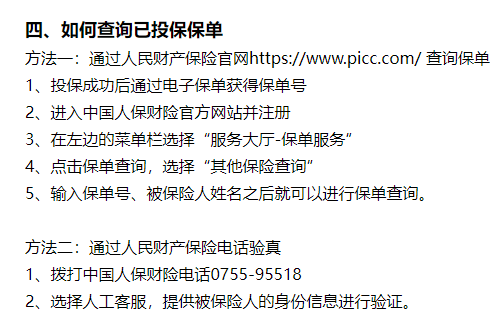 四、如何查询已投保保单
方法一：通过人民财产保险官网https://www.picc.com/ 查询保单
1、投保成功后通过电子保单获得保单号
2、进入中国人保财险官方网站并注册
3、在左边的菜单栏选择“服务大厅-保单服务”
4、点击保单查询，选择“其他保险查询”
5、输入保单号、被保险人姓名之后就可以进行保单查询。
方法二：通过人民财产保险电话验真
1、拨打中国人保财险电话0755-95518
2、选择人工客服，提供被保险人的身份信息进行验证。